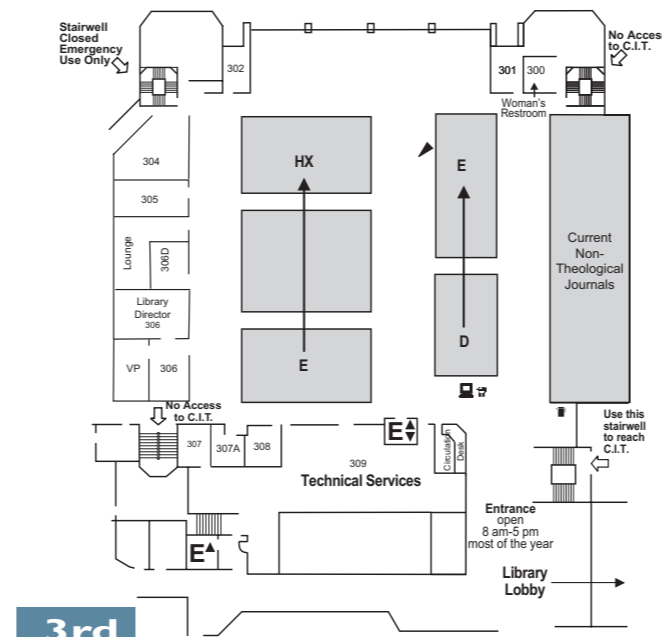 Stairwell
Closed
Emergency
Use Only
302
301
300
No Access
to C.I.T.
Woman's
Restroom
304
HX
E
305
Lounge
306D
Current
Non-
Theological
Journals
Library
Director
306
VP
306
E
D
No Access
to C.I.T.
307
307A
308
E
Circulation
Desk
309
Technical Services
Use this
stairwell
to reach
C.I.T.
Entrance
open
8 am-5 pm
most of the year
E
Library
Lobby
3rd